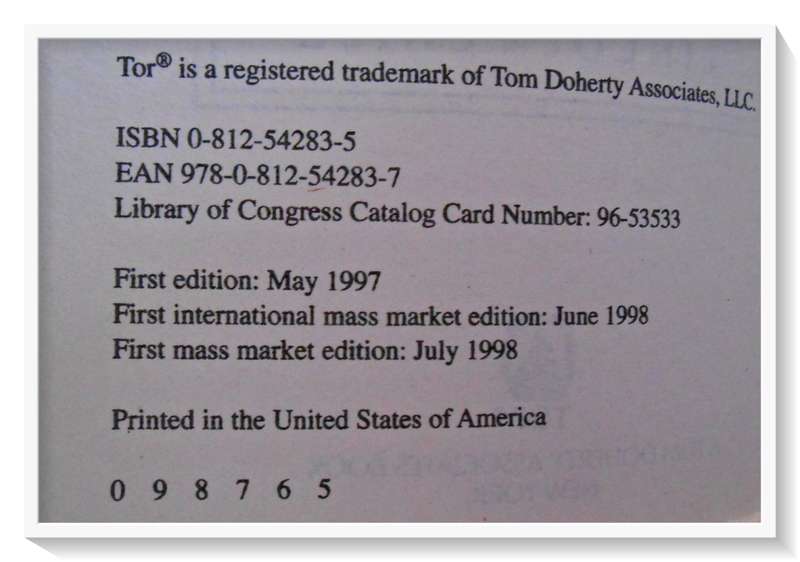 Tor® is a registered trademark of Tom Doherty Associates, LLC.
ISBN 0-812-54283-5
EAN 978-0-812-54283-7
Library of Congress Catalog Card Number: 96-53533
First edition: May 1997
First international mass market edition: June 1998
First mass market edition: July 1998
Printed in the United States of America
0 9 8 7 6 5